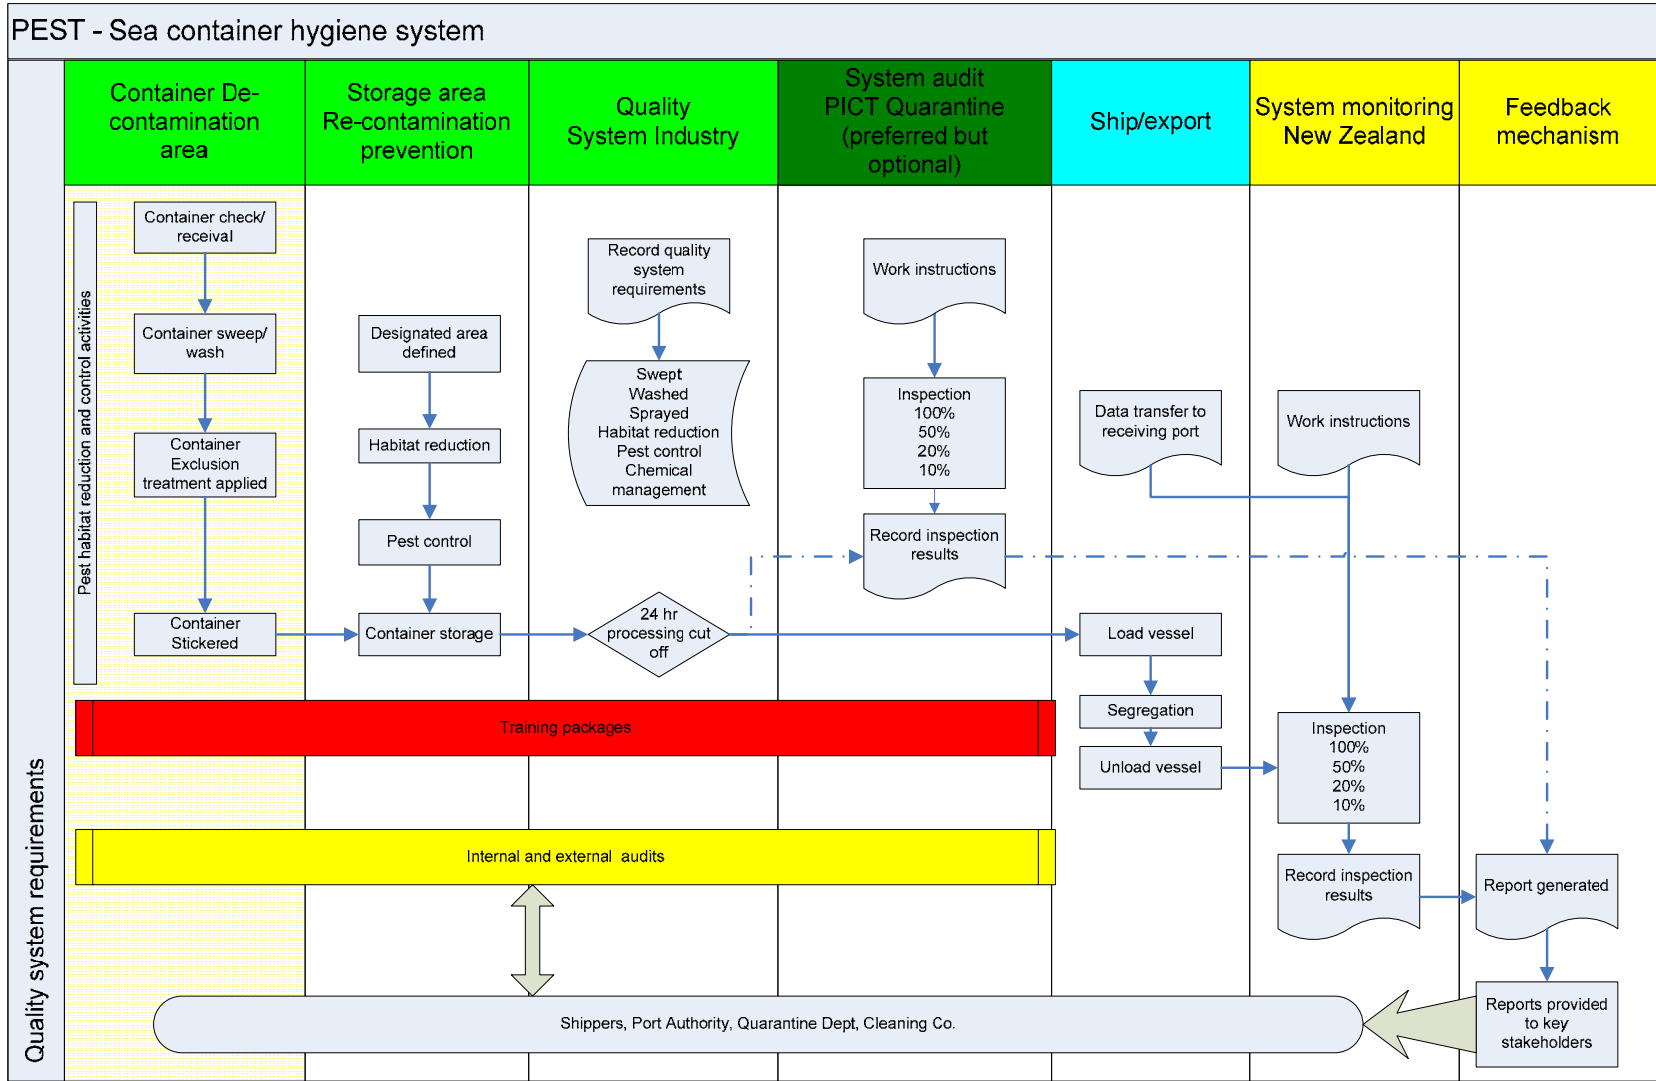 PEST - Sea container hygiene system
Container De-
contamination
area
Storage area
Re-contamination
prevention
Quality
System Industry
System audit
PICT Quarantine
(preferred but
optional)
Ship/export
System monitoring
New Zealand
Feedback
mechanism
Quality system requirements
Pest habitat reduction and control activities
Container check/
receival
Container sweep/
wash
Container
Exclusion
treatment applied
Container
Stickered
Designated area
defined
Habitat reduction
Pest control
Container storage
Record quality
system
requirements
Swept
Washed
Sprayed
Habitat reduction
Pest control
Chemical
management
24 hr
processing cut
off
Work instructions
Inspection
100%
50%
20%
10%
Record inspection
results
Data transfer to
receiving port
Load vessel
Segregation
Unload vessel
Work instructions
Inspection
100%
50%
20%
10%
Record inspection
results
Report generated
Reports provided
to key
stakeholders
Training packages
Internal and external audits
Shippers, Port Authority, Quarantine Dept, Cleaning Co.